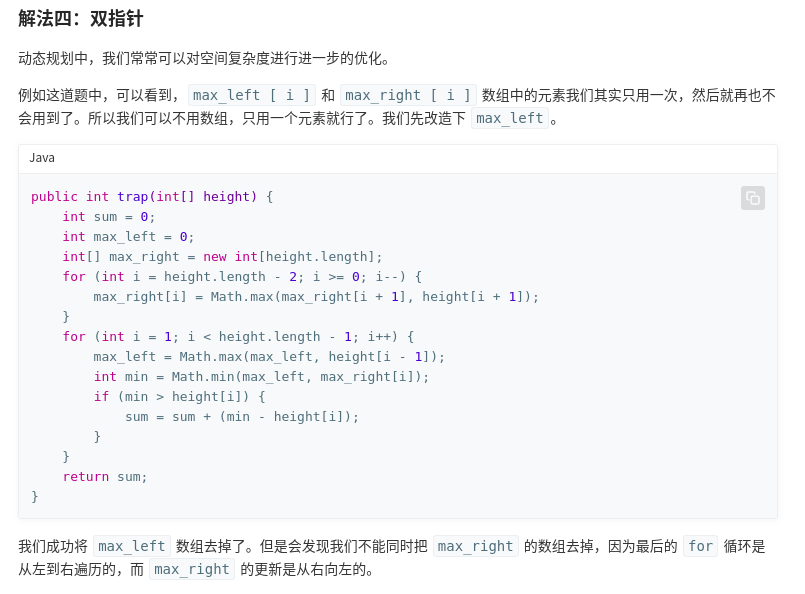 解法四：双指针
动态规划中，我们常常可以对空间复杂度进行进一步的优化。
例如这道题中，可以看到， max_left [ i ] 和 max_right [ i ] 数组中的元素我们其实只用一次，然后就再也不
会用到了。所以我们可以不用数组，只用一个元素就行了。我们先改造下 max_left 。
Java
public int trap(int[] height) {
    int sum = 0;
    int max_left = 0;
    int[] max_right = new int[height.length];
    for (int i = height.length - 2; i >= 0; i--) {
        max_right[i] = Math.max(max_right[i + 1], height[i + 1]);
    }
    for (int i = 1; i < height.length - 1; i++) {
        max_left = Math.max(max_left, height[i - 1]);
        int min = Math.min(max_left, max_right[i]);
        if (min > height[i]) {
            sum = sum + (min - height[i]);
        }
    }
    return sum;
}
我们成功将 max_left 数组去掉了。但是会发现我们不能同时把 max_right 的数组去掉，因为最后的 for 循环是
从左到右遍历的，而 max_right 的更新是从右向左的。